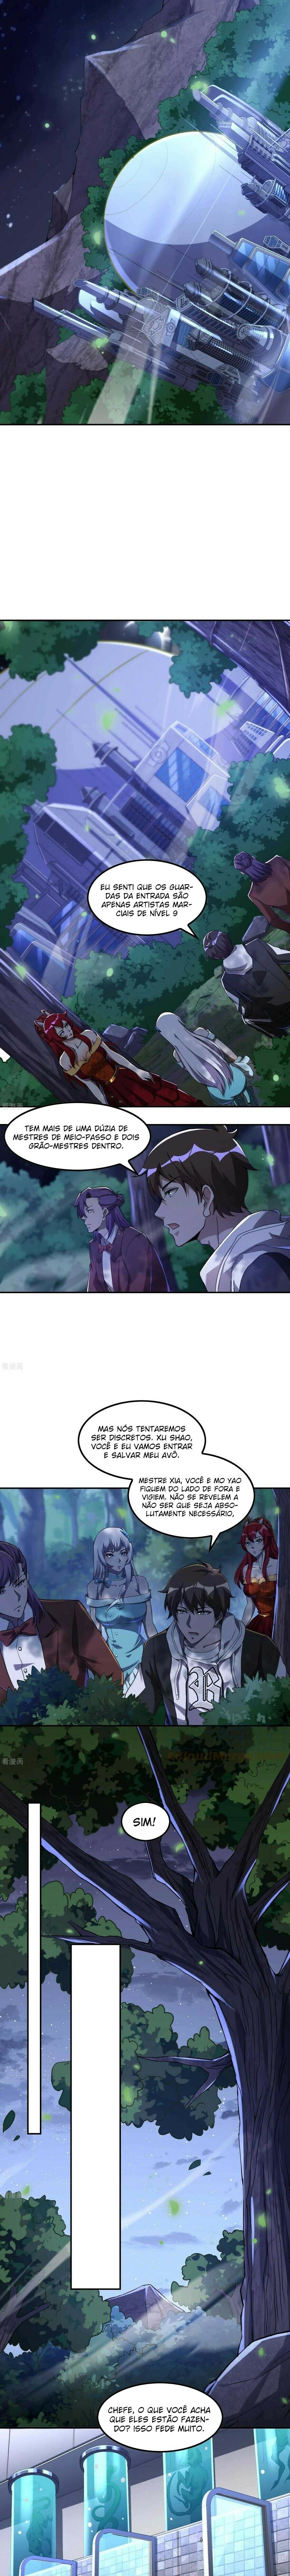 EU SENTI QUE OS GUAR-
DAS DA ENTRADA SÃO
APENAS ARTISTAS MAR-
CIAIS DE NÍVEL 9
TEM MAIS DE UMA DÚZIA DE
MESTRES DE MEIO-PASSO E DOIS
GRÃO-MESTRES DENTRO.
MAS NÓS TENTAREMOS
SER DISCRETOS. XU SHAO,
VOCÊ E EU VAMOS ENTRAR
E SALVAR MEU AVÔ.
MESTRE XIA, VOCÊ E MO YAO
FIQUEM DO LADO DE FORA E
VIGIEM. NÃO SE REVELEM A
NÃO SER QUE SEJA ABSO-
LUTAMENTE NECESSÁRIO,
SIM!
CHEFE, O QUE VOCÊ ACHA
QUE ELES ESTÃO FAZEN-
DO? ISSO FEDE MUITO.